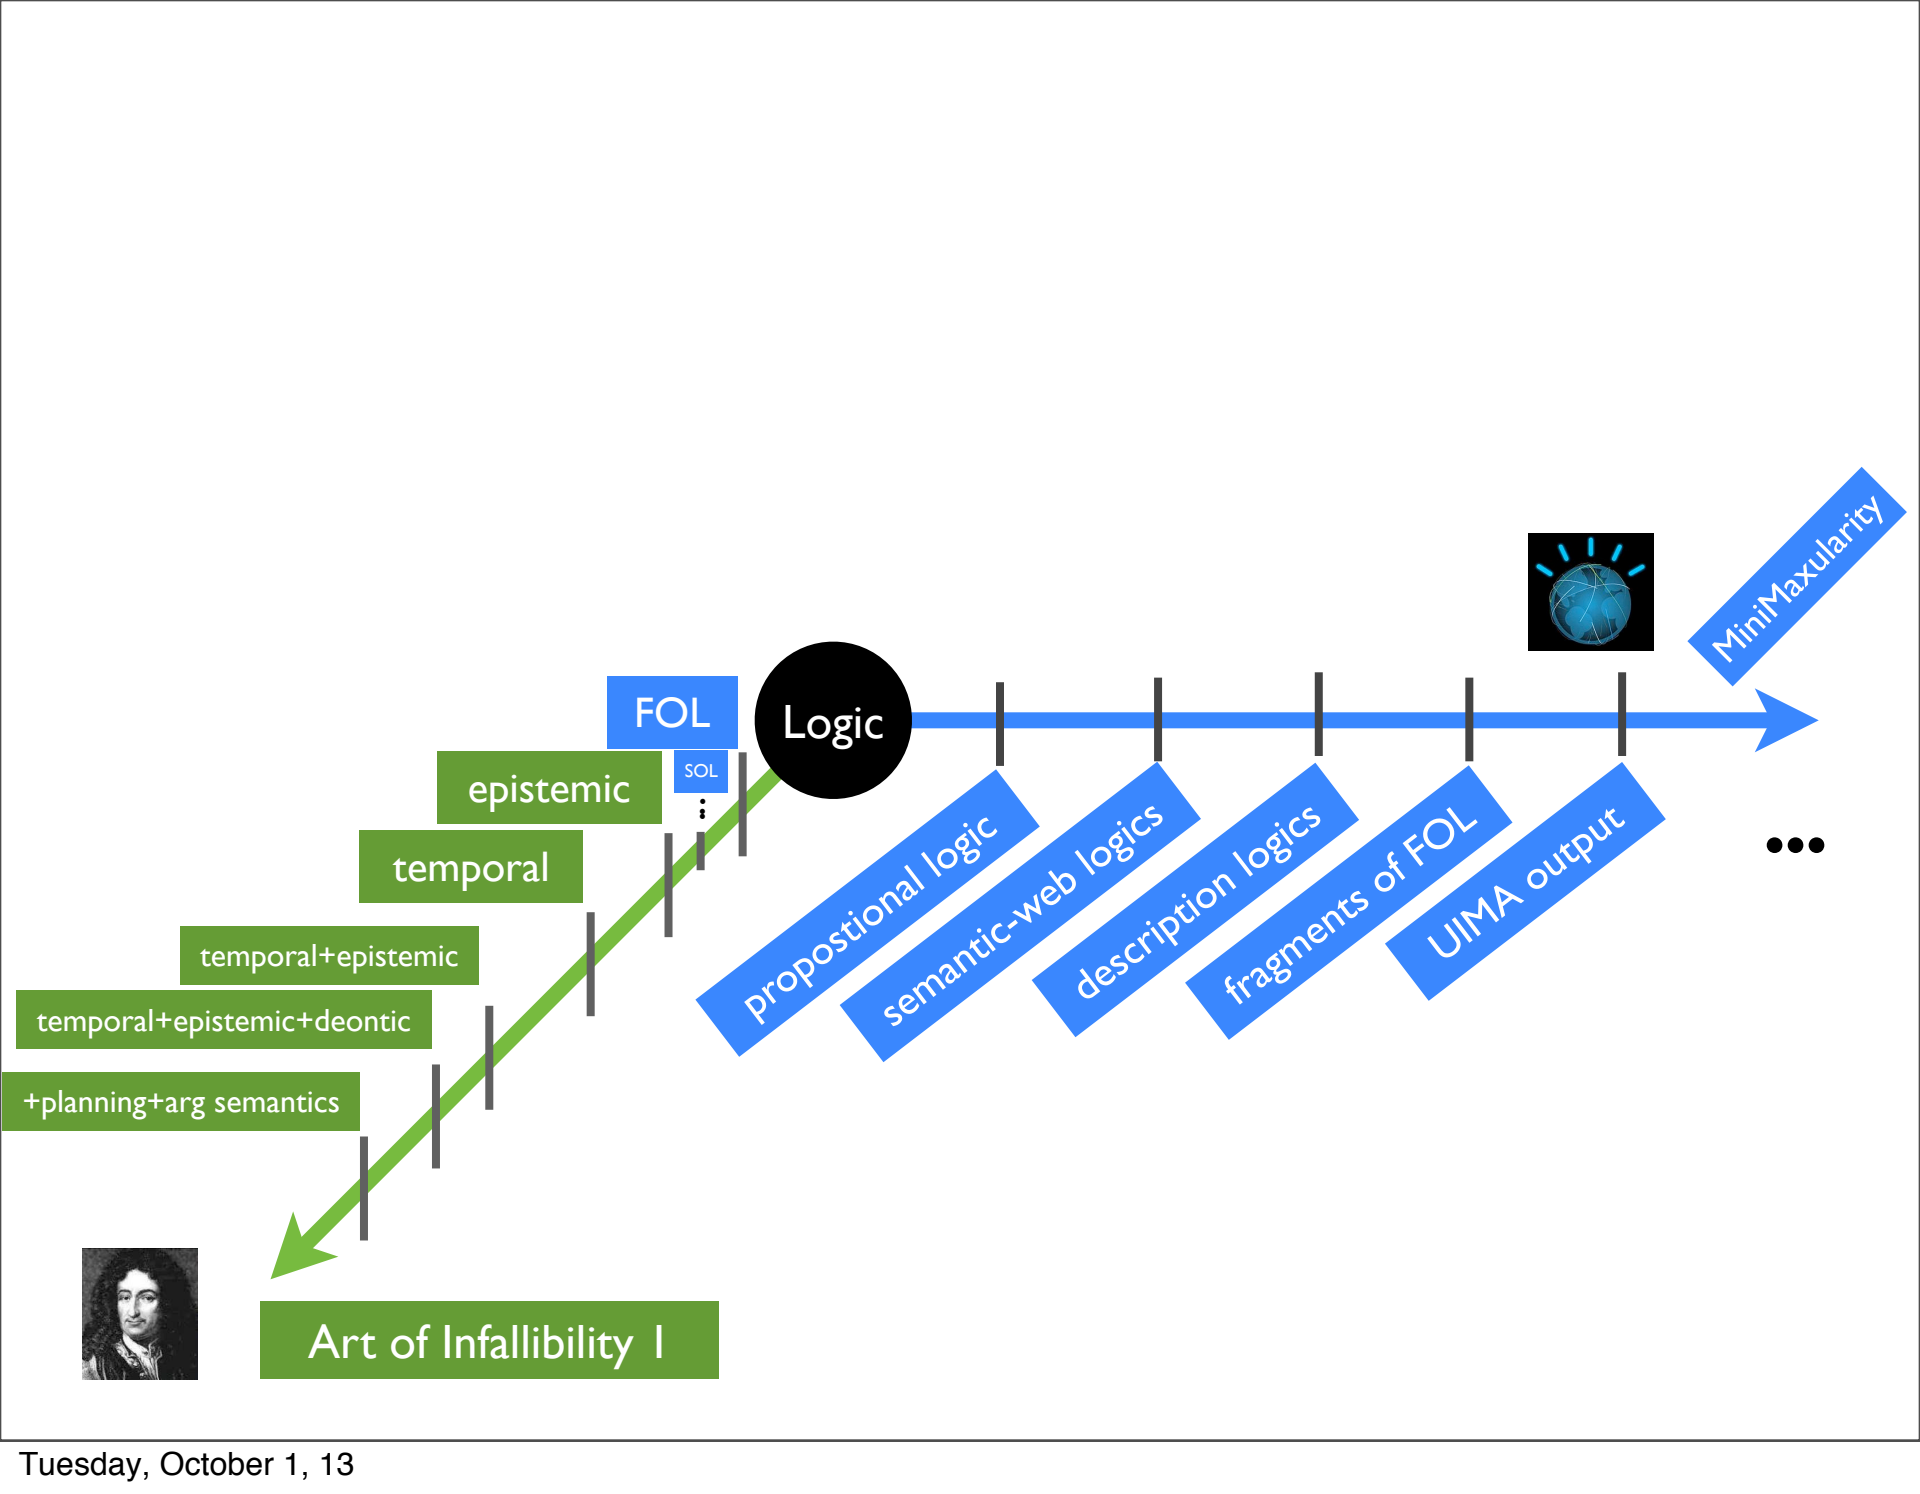 MiniMaxularity
FOL
Logic
SOL
epistemic
temporal
temporal+epistemic
temporal+epistemic+deontic
+planning+arg semantics
propostional logic
semantic-web logics
description logics
fragments of FOL
UIMA output
...
Art of Infallibility 1
Tuesday, October 1, 13